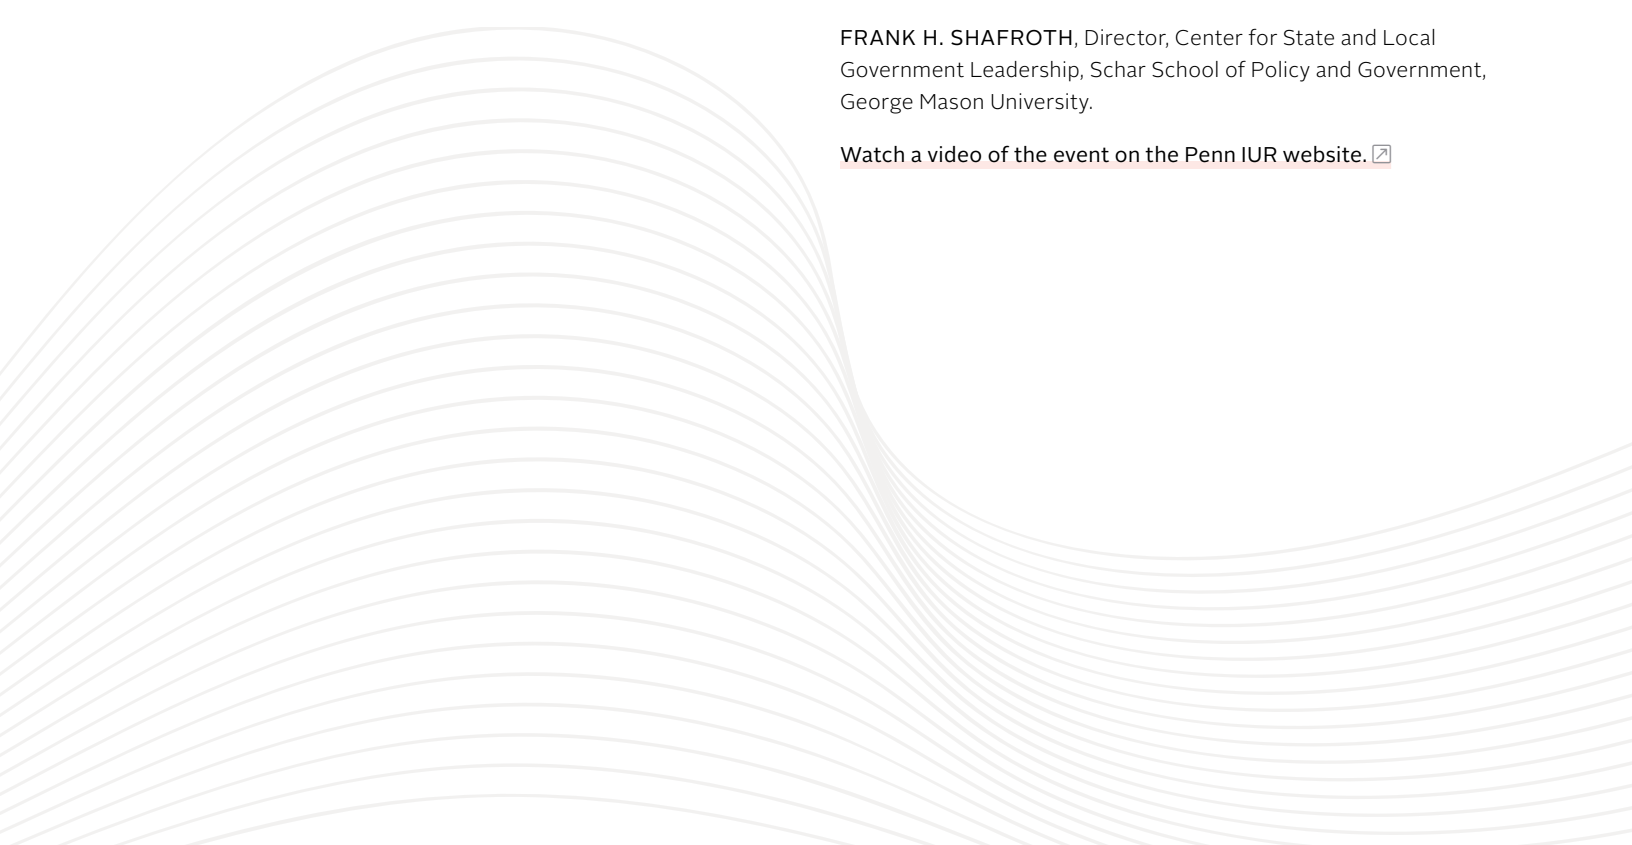 FRANK H. SHAFROTH, Director, Center for State and Local
Government Leadership, Schar School of Policy and Government,
George Mason University.
Watch a video of the event on the Penn IUR website.